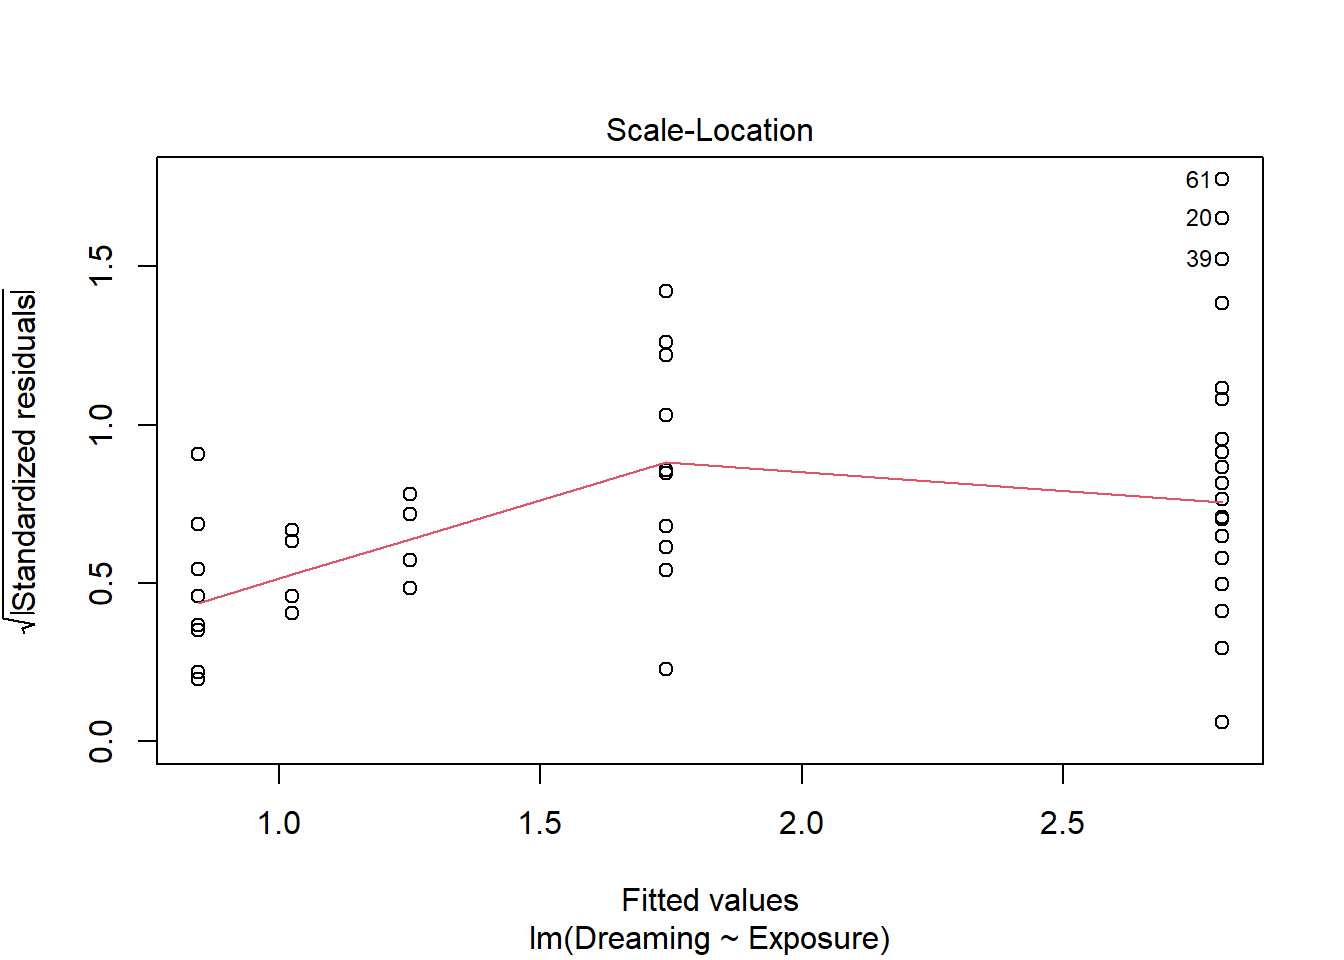 Scale-Location
√|Standardized residuals|
1.5
1.0
0.5
0.0
61
20
39
1.0 1.5 2.0 2.5
Fitted values
lm(Dreaming ~ Exposure)